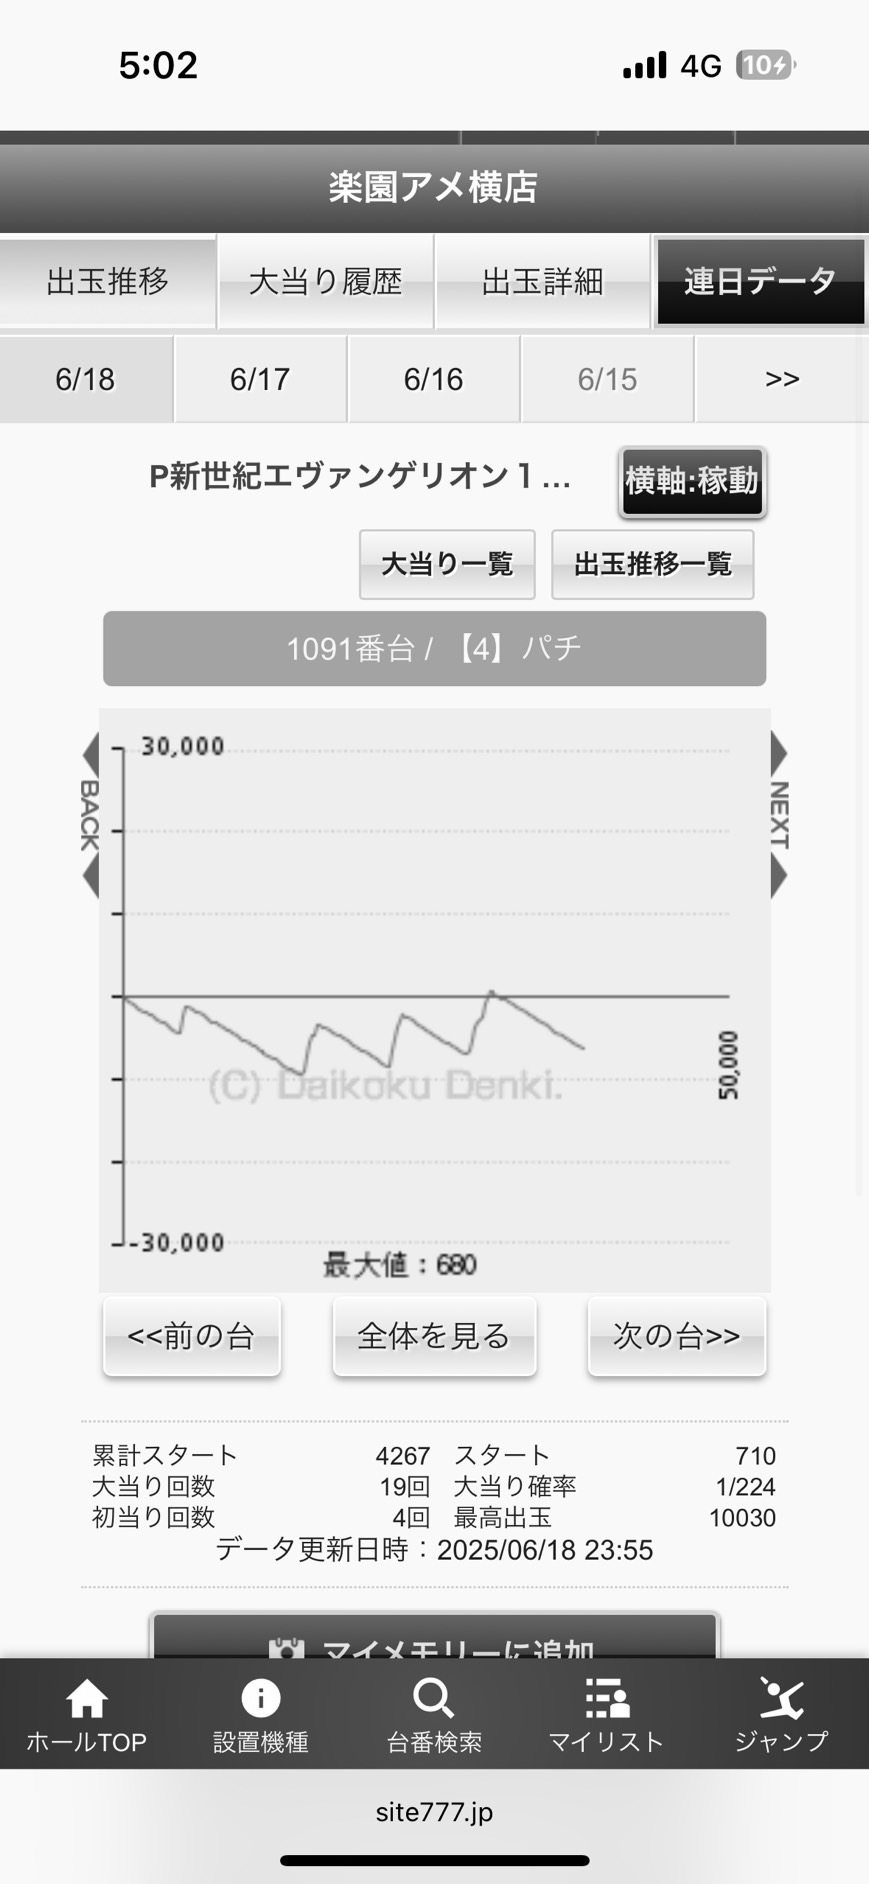 5:02
4G 10
楽園アメ横店
出玉推移 大当り履歴 出玉詳細 連日データ
6/18 6/17 6/16 6/15 >>
P新世紀エヴァンゲリオン１...
横軸:稼動
大当り一覧 出玉推移一覧
1091番台 / 【4】パチ
30,000
BACK
NEXT
50,000
(C) Daikoku Denki.
-30,000
最大値：680
<<前の台 全体を見る 次の台>>
累計スタート 4267 スタート 710
大当り回数 19回 大当り確率 1/224
初当り回数 4回 最高出玉 10030
データ更新日時：2025/06/18 23:55
マイメモリーに追加
ホールTOP 設置機種 台番検索 マイリスト ジャンプ
site777.jp